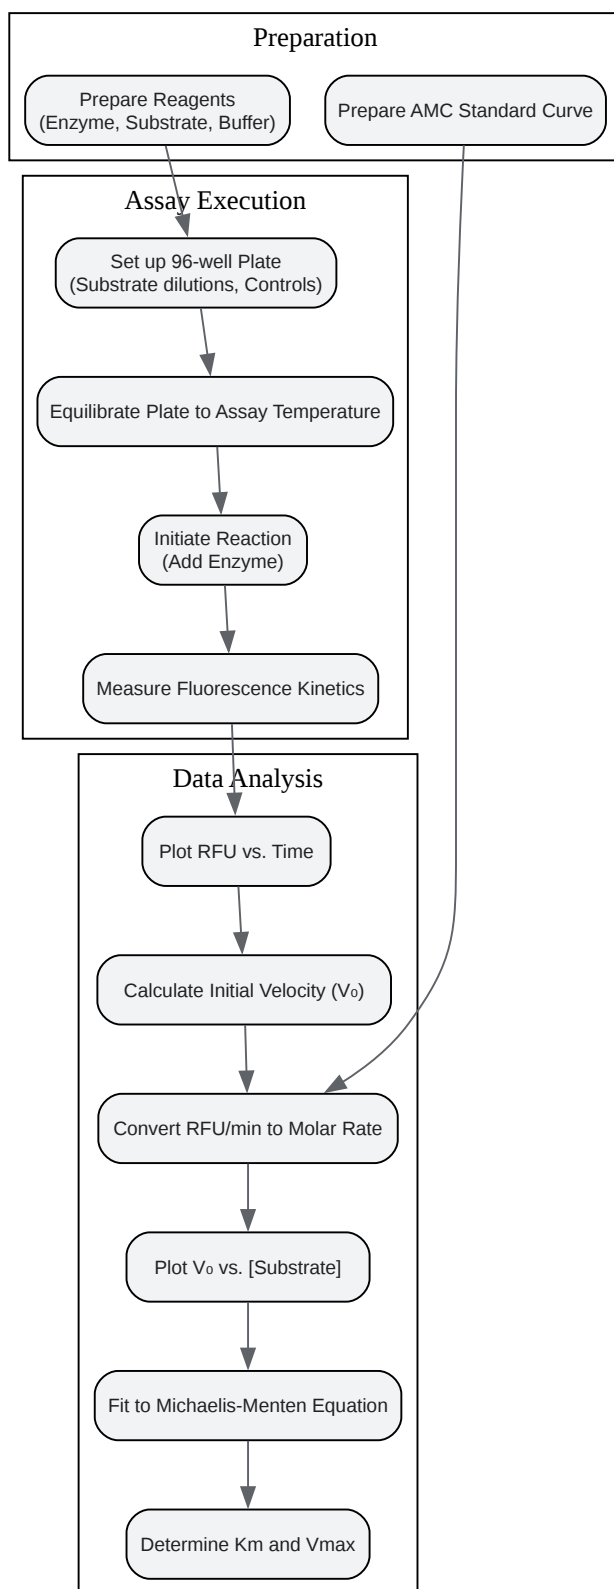 Preparation
Prepare Reagents
(Enzyme, Substrate, Buffer)
Prepare AMC Standard Curve
Assay Execution
Set up 96-well Plate
(Substrate dilutions, Controls)
Equilibrate Plate to Assay Temperature
Initiate Reaction
(Add Enzyme)
Measure Fluorescence Kinetics
Data Analysis
Plot RFU vs. Time
Calculate Initial Velocity (V₀)
Convert RFU/min to Molar Rate
Plot V₀ vs. [Substrate]
Fit to Michaelis-Menten Equation
Determine Km and Vmax